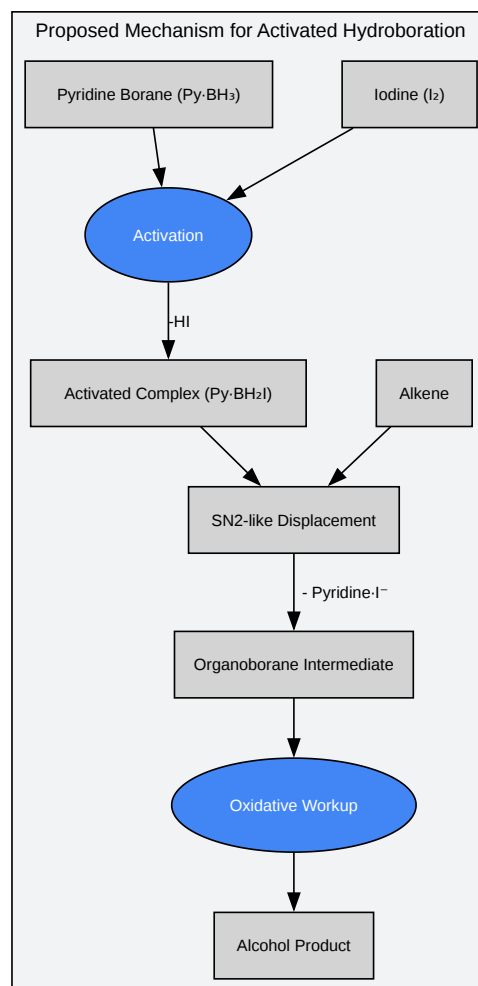 Proposed Mechanism for Activated Hydroboration
Pyridine Borane (Py·BH₃)
Iodine (I₂)
Activation
-HI
Activated Complex (Py·BH₂I)
Alkene
SN2-like Displacement
- Pyridine·I⁻
Organoborane Intermediate
Oxidative Workup
Alcohol Product